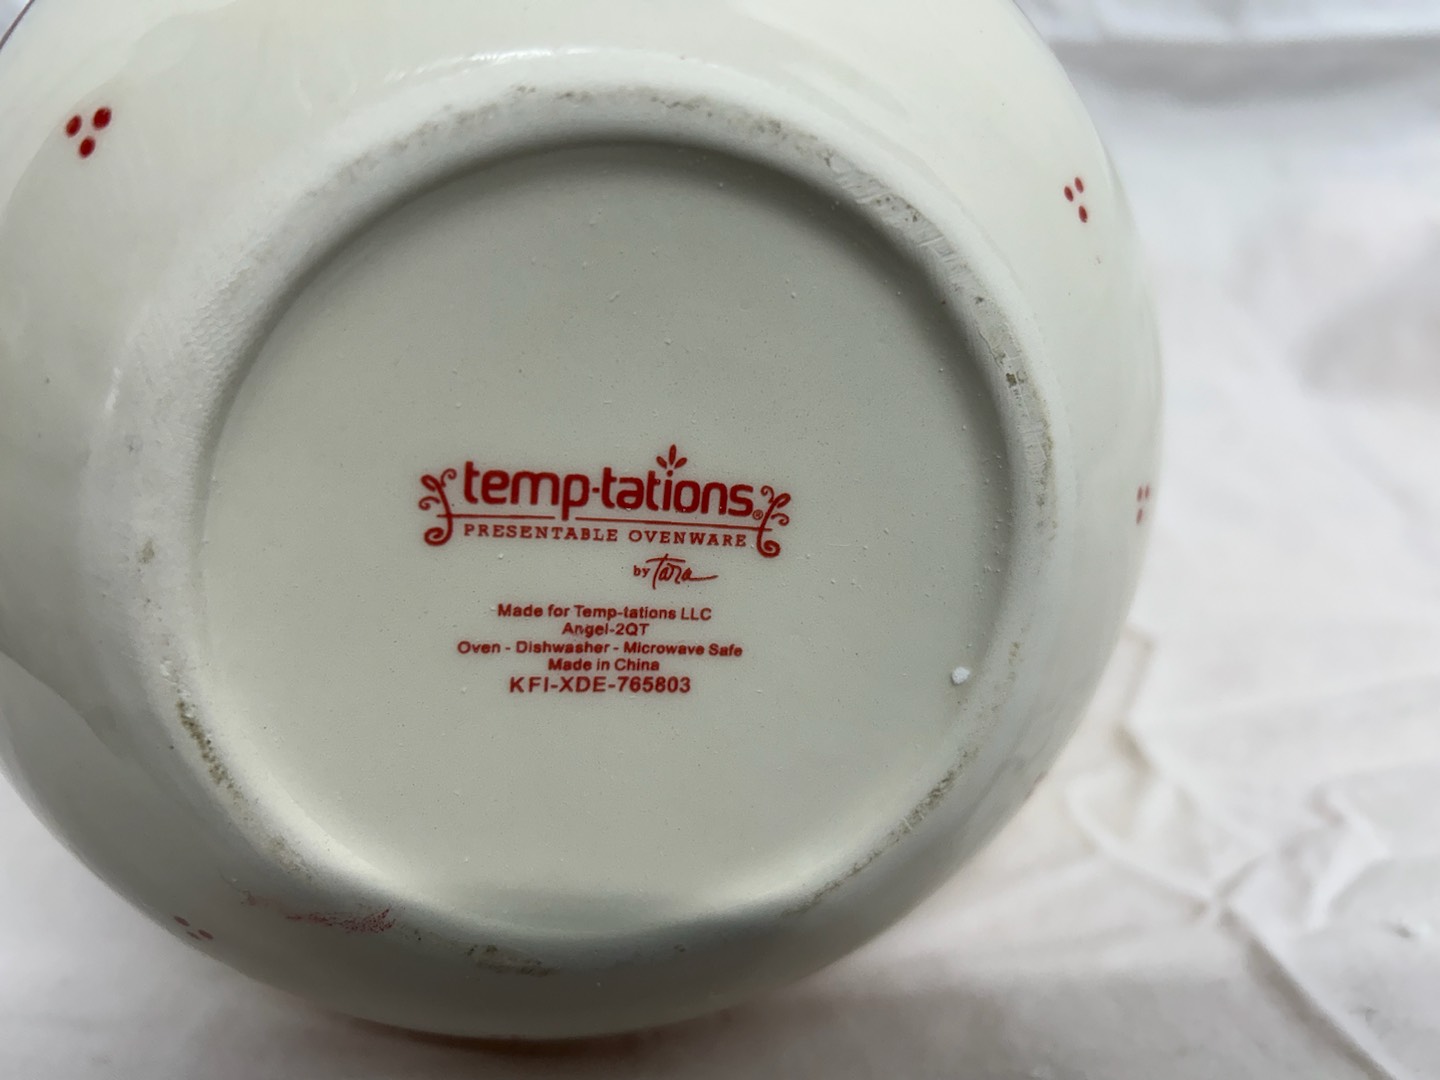 temp-tations®
PRESENTABLE OVENWARE
by Tara
Made for Temp-tations LLC
Angel-2QT
Oven - Dishwasher - Microwave Safe
Made in China
KFI-XDE-765803